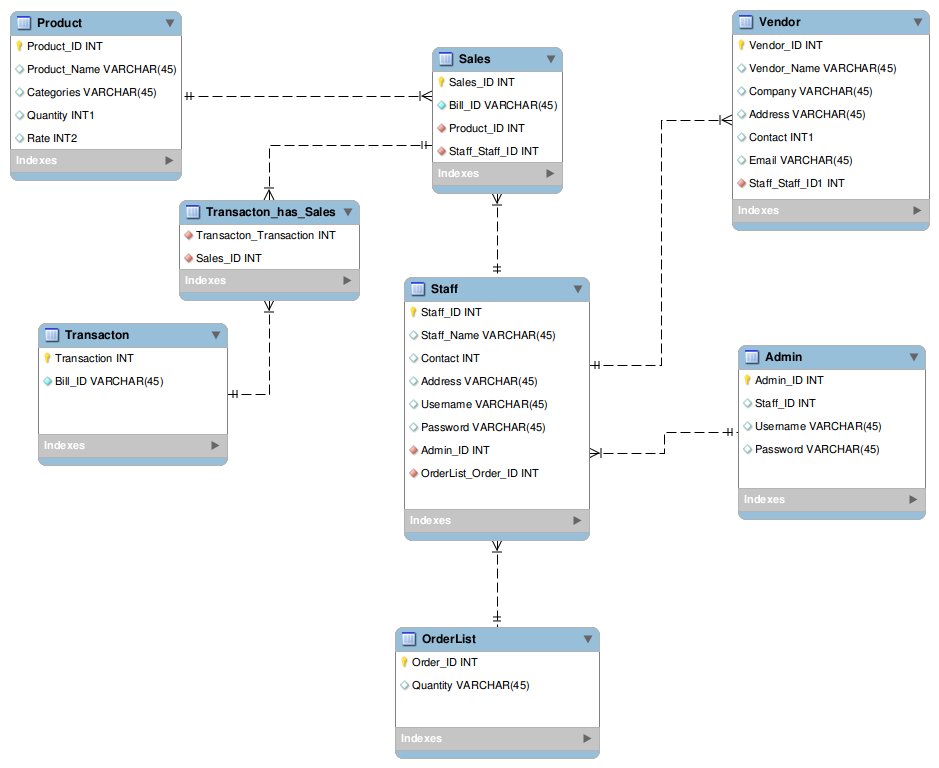 Product
Product_ID INT
Product_Name VARCHAR(45)
Categories VARCHAR(45)
Quantity INT1
Rate INT2
Indexes
Sales
Sales_ID INT
Bill_ID VARCHAR(45)
Product_ID INT
Staff_Staff_ID INT
Indexes
Vendor
Vendor_ID INT
Vendor_Name VARCHAR(45)
Company VARCHAR(45)
Address VARCHAR(45)
Contact INT1
Email VARCHAR(45)
Staff_Staff_ID1 INT
Indexes
Transacton_has_Sales
Transacton_Transaction INT
Sales_ID INT
Indexes
Transacton
Transaction INT
Bill_ID VARCHAR(45)
Indexes
Staff
Staff_ID INT
Staff_Name VARCHAR(45)
Contact INT
Address VARCHAR(45)
Username VARCHAR(45)
Password VARCHAR(45)
Admin_ID INT
OrderList_Order_ID INT
Indexes
Admin
Admin_ID INT
Staff_ID INT
Username VARCHAR(45)
Password VARCHAR(45)
Indexes
OrderList
Order_ID INT
Quantity VARCHAR(45)
Indexes